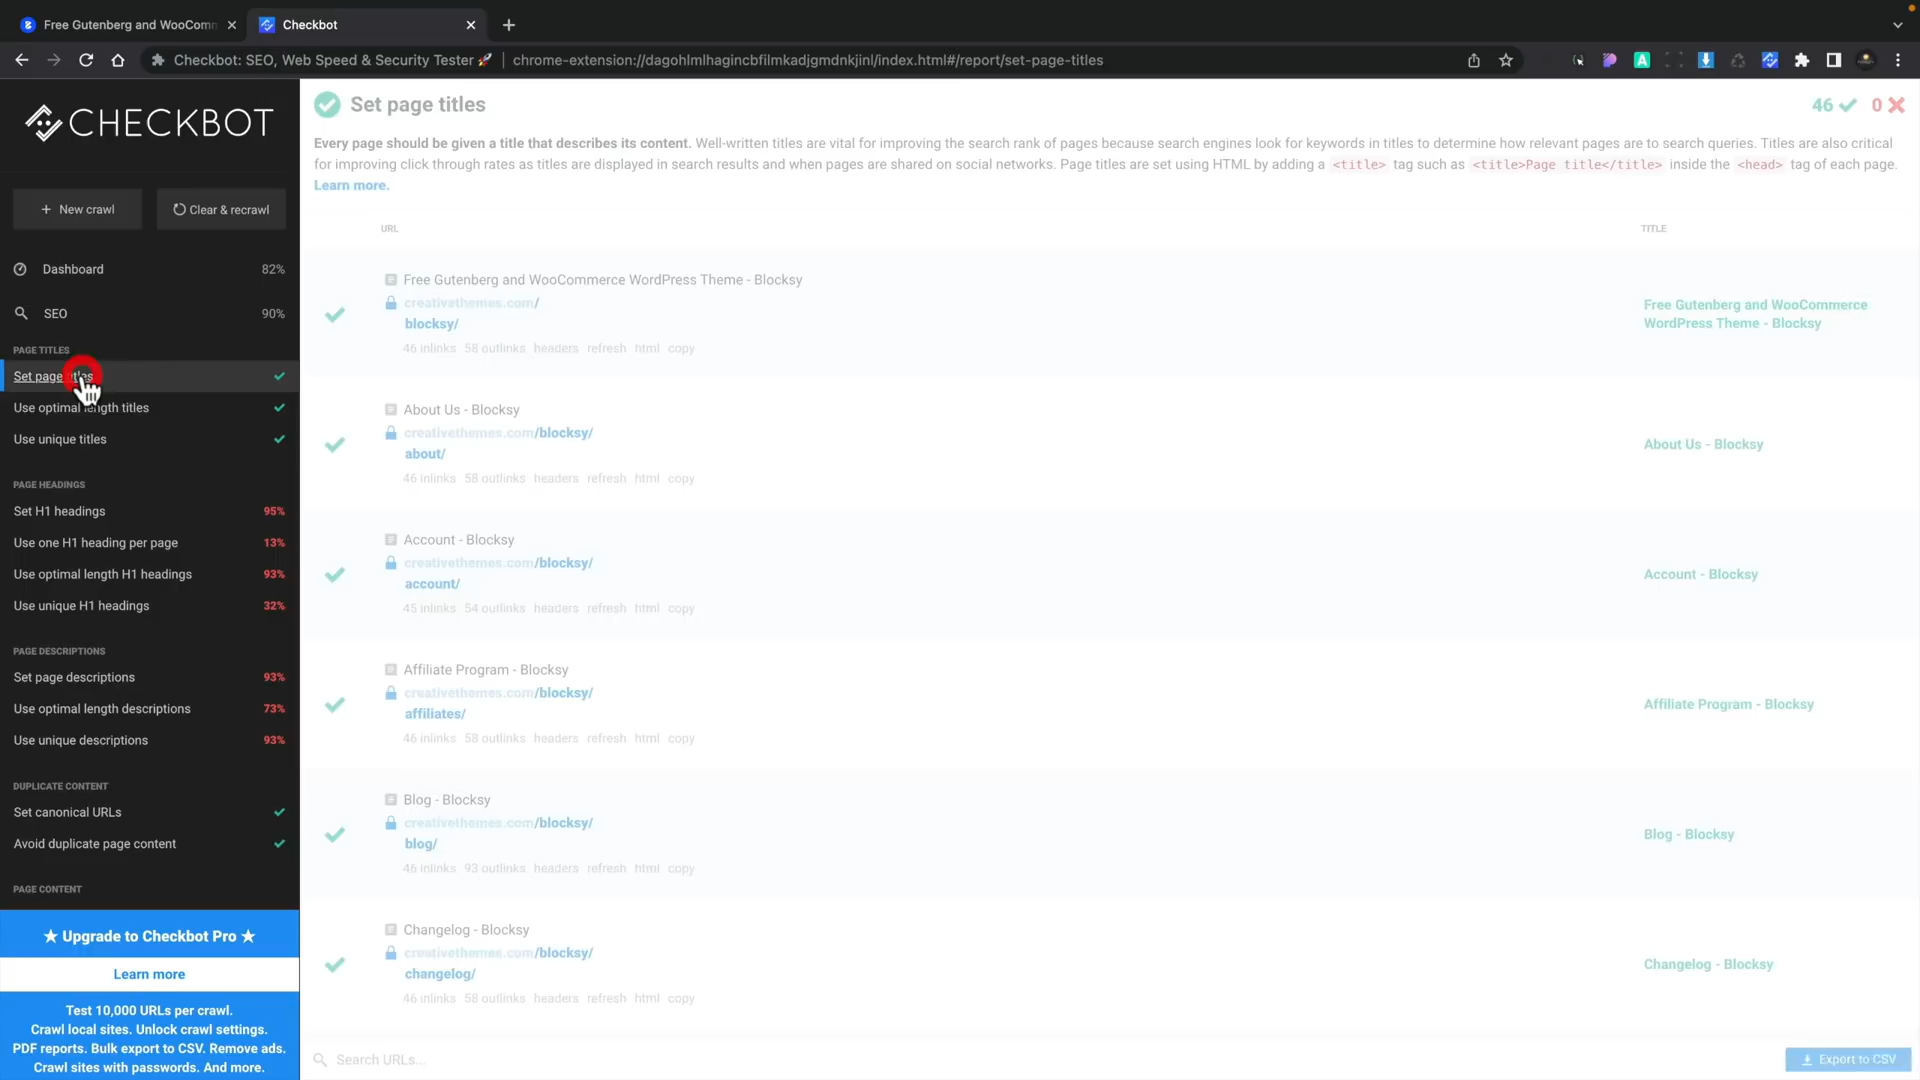 Free Gutenberg and WooComm
Checkbot
Checkbot: SEO, Web Speed & Security Tester 🚀
chrome-extension://dagohlmlhagincbfilmkadjgmdnkjinl/index.html#/report/set-page-titles
CHECKBOT
+ New crawl
Clear & recrawl
Dashboard 82%
SEO 90%
PAGE TITLES
Set page titles
Use optimal length titles
Use unique titles
PAGE HEADINGS
Set H1 headings 95%
Use one H1 heading per page 13%
Use optimal length H1 headings 93%
Use unique H1 headings 32%
PAGE DESCRIPTIONS
Set page descriptions 93%
Use optimal length descriptions 73%
Use unique descriptions 93%
DUPLICATE CONTENT
Set canonical URLs
Avoid duplicate page content
PAGE CONTENT
★ Upgrade to Checkbot Pro ★
Learn more
Test 10,000 URLs per crawl.
Crawl local sites. Unlock crawl settings.
PDF reports. Bulk export to CSV. Remove ads.
Crawl sites with passwords. And more.
Set page titles
46 ✓ 0 ✕
Every page should be given a title that describes its content. Well-written titles are vital for improving the search rank of pages because search engines look for keywords in titles to determine how relevant pages are to search queries. Titles are also critical
for improving click through rates as titles are displayed in search results and when pages are shared on social networks. Page titles are set using HTML by adding a <title> tag such as <title>Page title</title> inside the <head> tag of each page.
Learn more.
URL
TITLE
Free Gutenberg and WooCommerce WordPress Theme - Blocksy
creativethemes.com/
blocksy/
46 inlinks 58 outlinks headers refresh html copy
Free Gutenberg and WooCommerce
WordPress Theme - Blocksy
About Us - Blocksy
creativethemes.com/blocksy/
about/
46 inlinks 58 outlinks headers refresh html copy
About Us - Blocksy
Account - Blocksy
creativethemes.com/blocksy/
account/
45 inlinks 54 outlinks headers refresh html copy
Account - Blocksy
Affiliate Program - Blocksy
creativethemes.com/blocksy/
affiliates/
46 inlinks 58 outlinks headers refresh html copy
Affiliate Program - Blocksy
Blog - Blocksy
creativethemes.com/blocksy/
blog/
46 inlinks 93 outlinks headers refresh html copy
Blog - Blocksy
Changelog - Blocksy
creativethemes.com/blocksy/
changelog/
46 inlinks 58 outlinks headers refresh html copy
Changelog - Blocksy
Search URLs...
Export to CSV